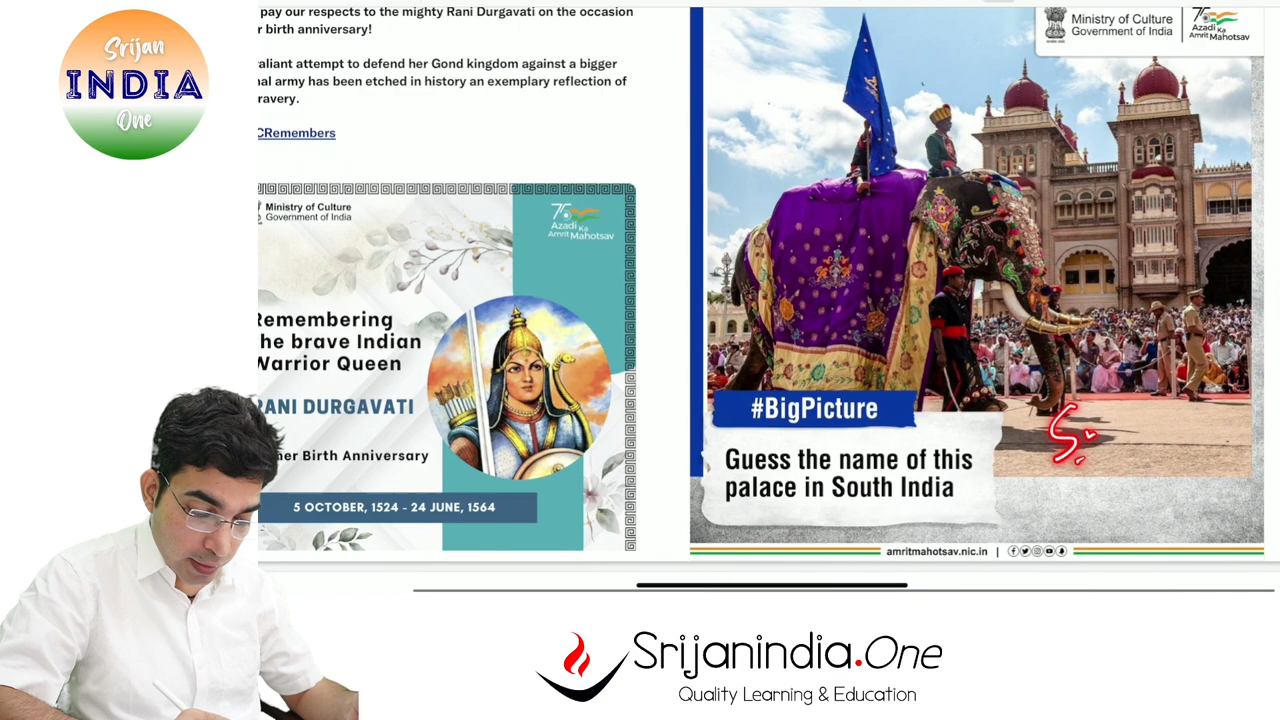 Srijan
INDIA
One
pay our respects to the mighty Rani Durgavati on the occasion
r birth anniversary!
aliant attempt to defend her Gond kingdom against a bigger
al army has been etched in history an exemplary reflection of
ravery.
CRemembers
Ministry of Culture
Government of India
75
Azadi Ka
Amrit Mahotsav
Remembering
he brave Indian
Warrior Queen
RANI DURGAVATI
her Birth Anniversary
5 OCTOBER, 1524 - 24 JUNE, 1564
Ministry of Culture
Government of India
75
Azadi Ka
Amrit Mahotsav
#BigPicture
Guess the name of this
palace in South India
amritmahotsav.nic.in
Srijanindia.One
Quality Learning & Education